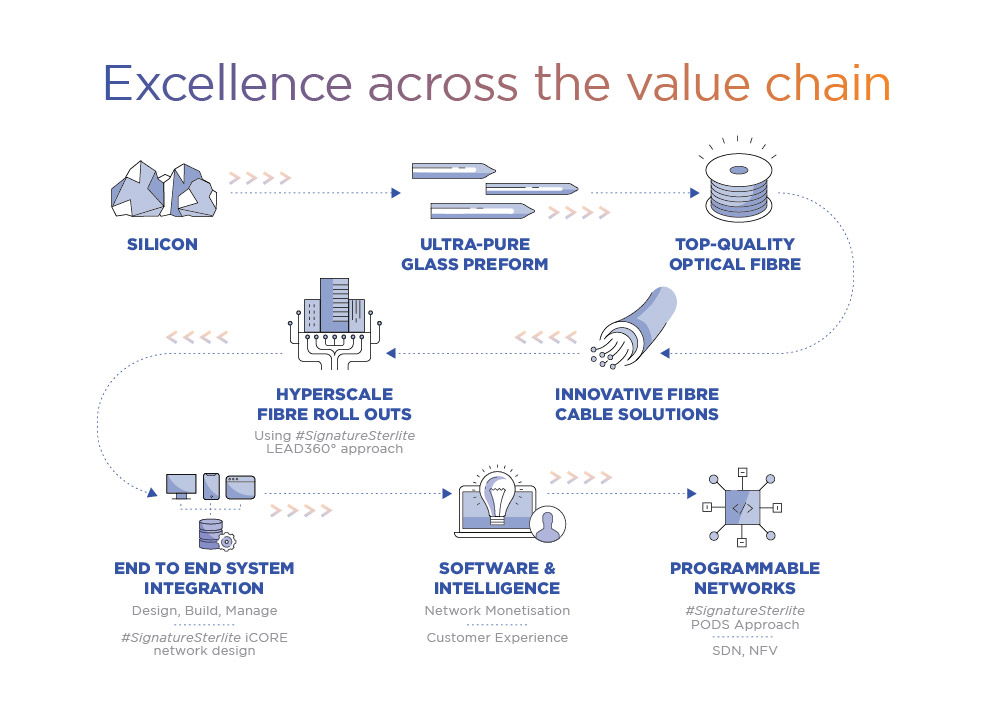 Excellence across the value chain
SILICON
ULTRA-PURE
GLASS PREFORM
TOP-QUALITY
OPTICAL FIBRE
HYPERSCALE
FIBRE ROLL OUTS
Using #SignatureSterlite
LEAD360° approach
INNOVATIVE FIBRE
CABLE SOLUTIONS
END TO END SYSTEM
INTEGRATION
Design, Build, Manage
#SignatureSterlite iCORE
network design
SOFTWARE &
INTELLIGENCE
Network Monetisation
Customer Experience
PROGRAMMABLE
NETWORKS
#SignatureSterlite
PODS Approach
SDN, NFV